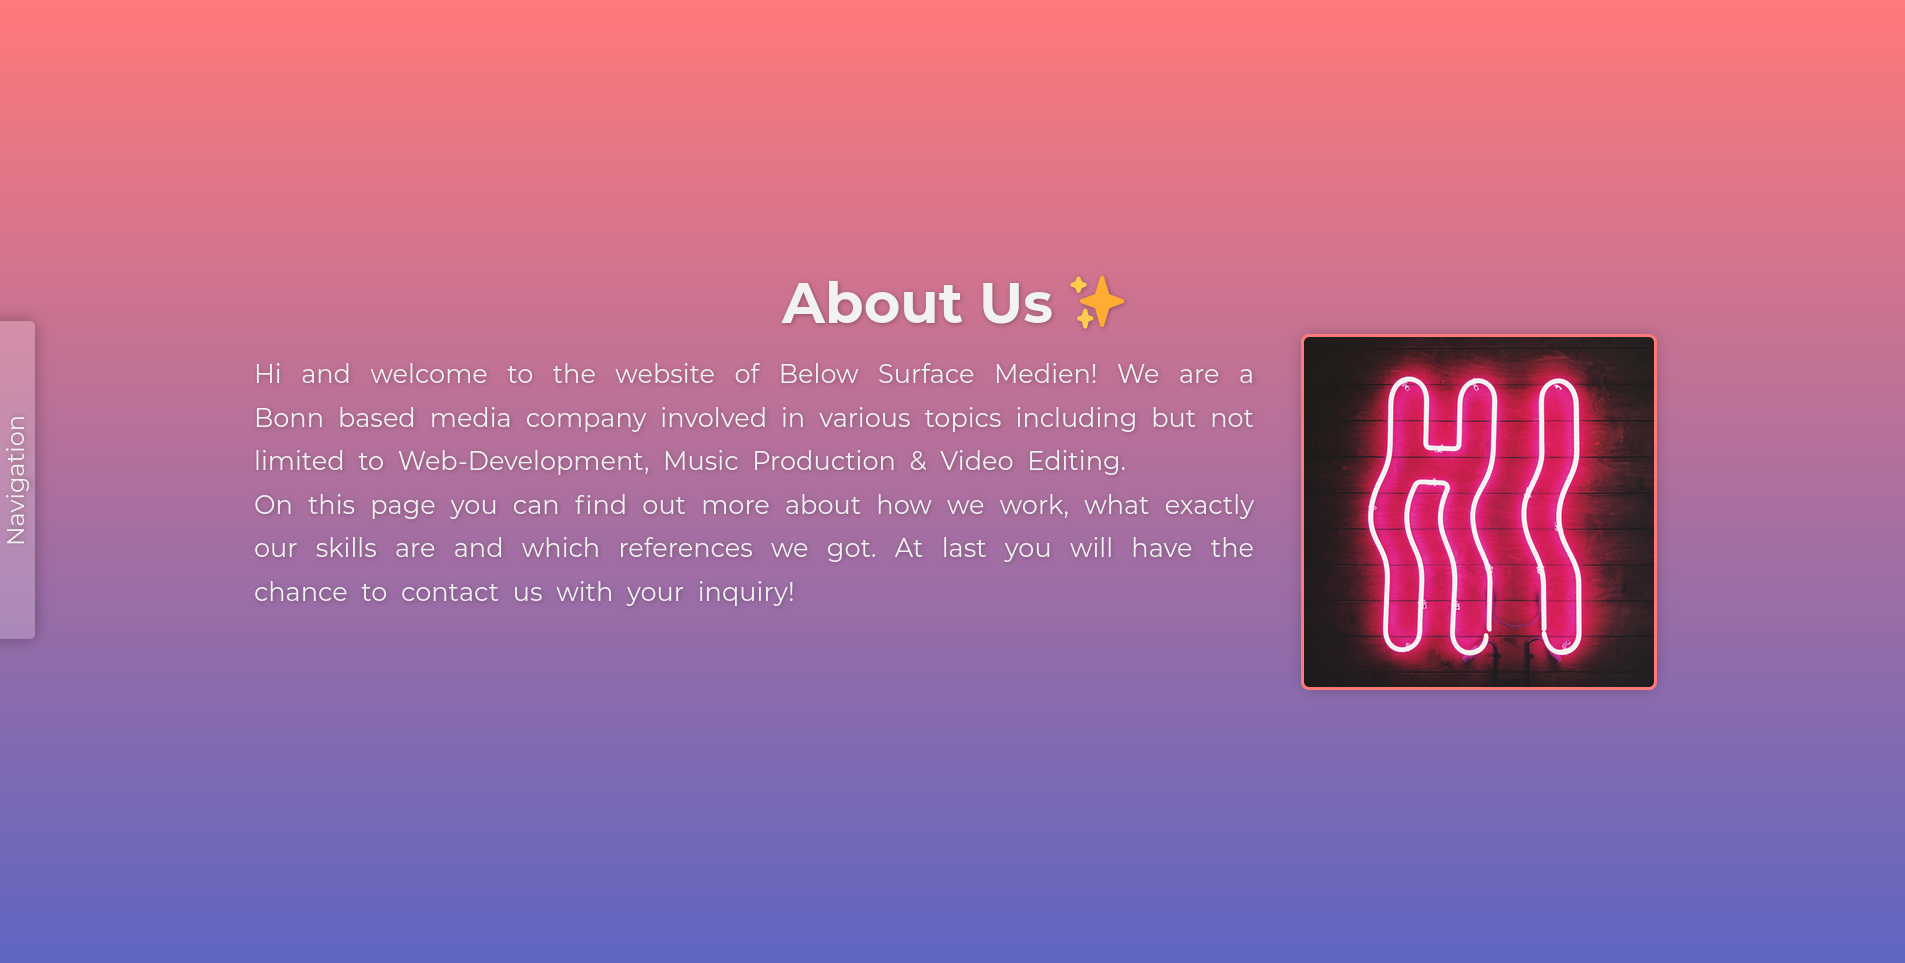 About Us ✨
Hi and welcome to the website of Below Surface Medien! We are a
Bonn based media company involved in various topics including but not
limited to Web-Development, Music Production & Video Editing.
On this page you can find out more about how we work, what exactly
our skills are and which references we got. At last you will have the
chance to contact us with your inquiry!
Navigation
HI